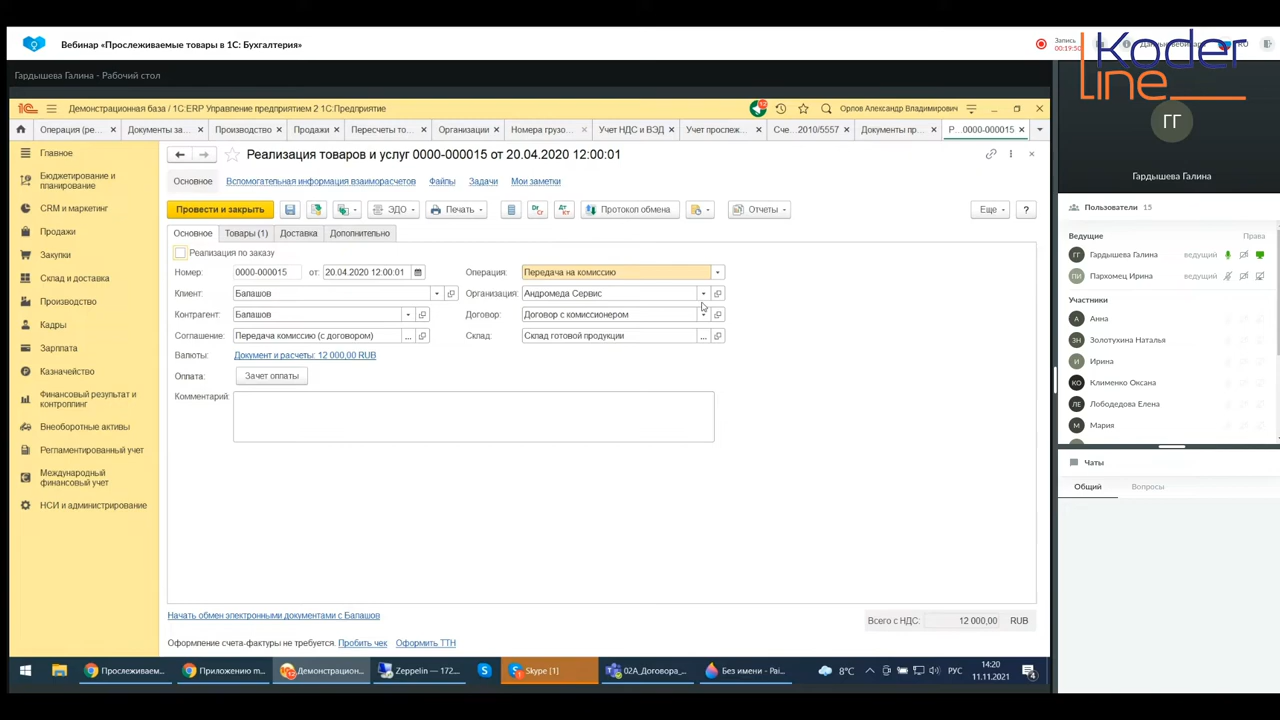 Вебинар «Прослеживаемые товары в 1С: Бухгалтерия»
Запись
00:19:50
RU
Koder
line
Гардышева Галина - Рабочий стол
Демонстрационная база / 1С:ERP Управление предприятием 2 1С:Предприятие
Орлов Александр Владимирович
Операция (ре...
Документы за...
Производство
Продажи
Пересчеты то...
Организации
Номера грузо...
Учет НДС и ВЭД
Учет прослеж...
Сче...2010/5557
Документы пр...
Р...0000-000015
Главное
Бюджетирование и
планирование
CRM и маркетинг
Продажи
Закупки
Склад и доставка
Производство
Кадры
Зарплата
Казначейство
Финансовый результат и
контроллинг
Внеоборотные активы
Регламентированный учет
Международный
финансовый учет
НСИ и администрирование
Реализация товаров и услуг 0000-000015 от 20.04.2020 12:00:01
Основное Вспомогательная информация взаиморасчетов Файлы Задачи Мои заметки
Провести и закрыть ЭДО Печать Протокол обмена Отчеты Еще ?
Основное Товары (1) Доставка Дополнительно
Реализация по заказу
Номер: 0000-000015 от: 20.04.2020 12:00:01 Операция: Передача на комиссию
Клиент: Балашов Организация: Андромеда Сервис
Контрагент: Балашов Договор: Договор с комиссионером
Соглашение: Передача комиссию (с договором) ... Склад: Склад готовой продукции ...
Валюты: Документ и расчеты: 12 000,00 RUB
Оплата: Зачет оплаты
Комментарий:
Начать обмен электронными документами с Балашов
Всего с НДС: 12 000,00 RUB
Оформление счета-фактуры не требуется. Пробить чек Оформить ТТН
ГГ
Гардышева Галина
Пользователи 15
Ведущие Права
ГГ Гардышева Галина ведущий
ПИ Пархомец Ирина ведущий
Участники
А Анна
ЗН Золотухина Наталья
И Ирина
КО Клименко Оксана
ЛЕ Лободедова Елена
М Мария
Чаты
Общий Вопросы
Прослеживаем...
Приложению т...
Демонстрацион...
Zeppelin — 172....
Skype [1]
02А_Договора_...
Без имени - Pai...
8°C
РУС
14:20
11.11.2021
4